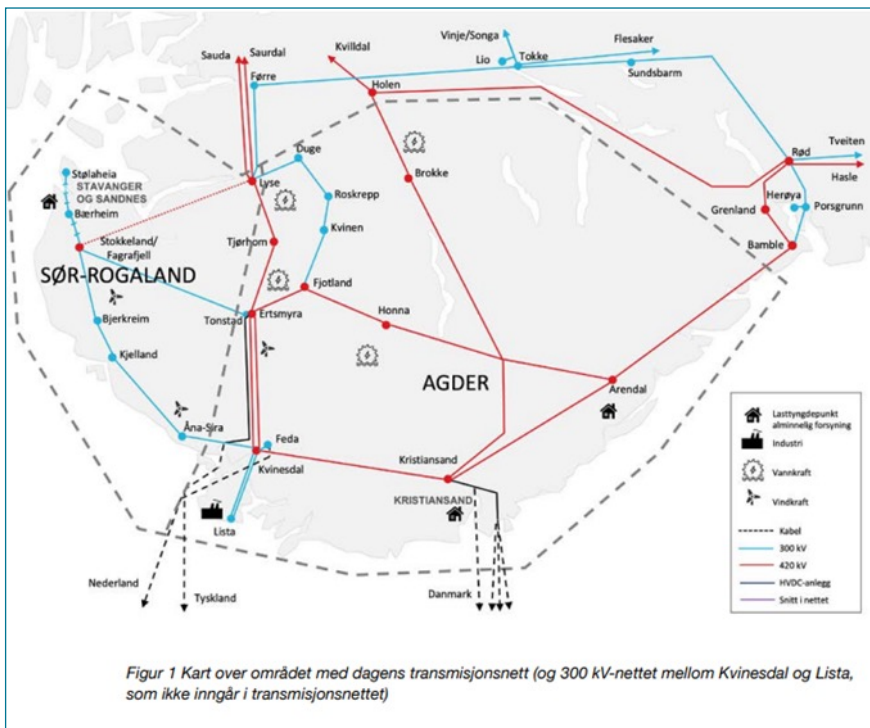 Vinje/Songa
Flesaker
Sauda
Saurdal
Kvilldal
Lio
Tokke
Sundsbarm
Førre
Holen
Tveiten
Rød
Hasle
Duge
Stølaheia
STAVANGER
OG SANDNES
Brokke
Lyse
Roskrepp
Herøya
Grenland
Porsgrunn
Bærheim
Kvinen
Stokkeland/
Fagrafjell
Tjørhom
Bamble
SØR-ROGALAND
Fjotland
Honna
Tonstad
Ertsmyra
Bjerkreim
Kjelland
AGDER
Arendal
Åna-Sira
Feda
Kvinesdal
Kristiansand
KRISTIANSAND
Lista
Nederland
Tyskland
Danmark
Lasttyngdepunkt
alminnelig forsyning
Industri
Vannkraft
Vindkraft
Kabel
300 kV
420 kV
HVDC-anlegg
Snitt i nettet
Figur 1 Kart over området med dagens transmisjonsnett (og 300 kV-nettet mellom Kvinesdal og Lista,
som ikke inngår i transmisjonsnettet)